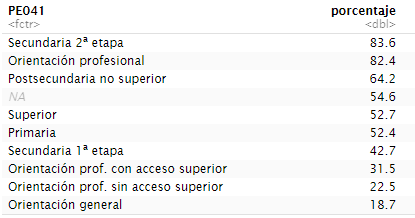 PE041 porcentaje
<fctr> <dbl>
Secundaria 2ª etapa 83.6
Orientación profesional 82.4
Postsecundaria no superior 64.2
NA 54.6
Superior 52.7
Primaria 52.4
Secundaria 1ª etapa 42.7
Orientación prof. con acceso superior 31.5
Orientación prof. sin acceso superior 22.5
Orientación general 18.7